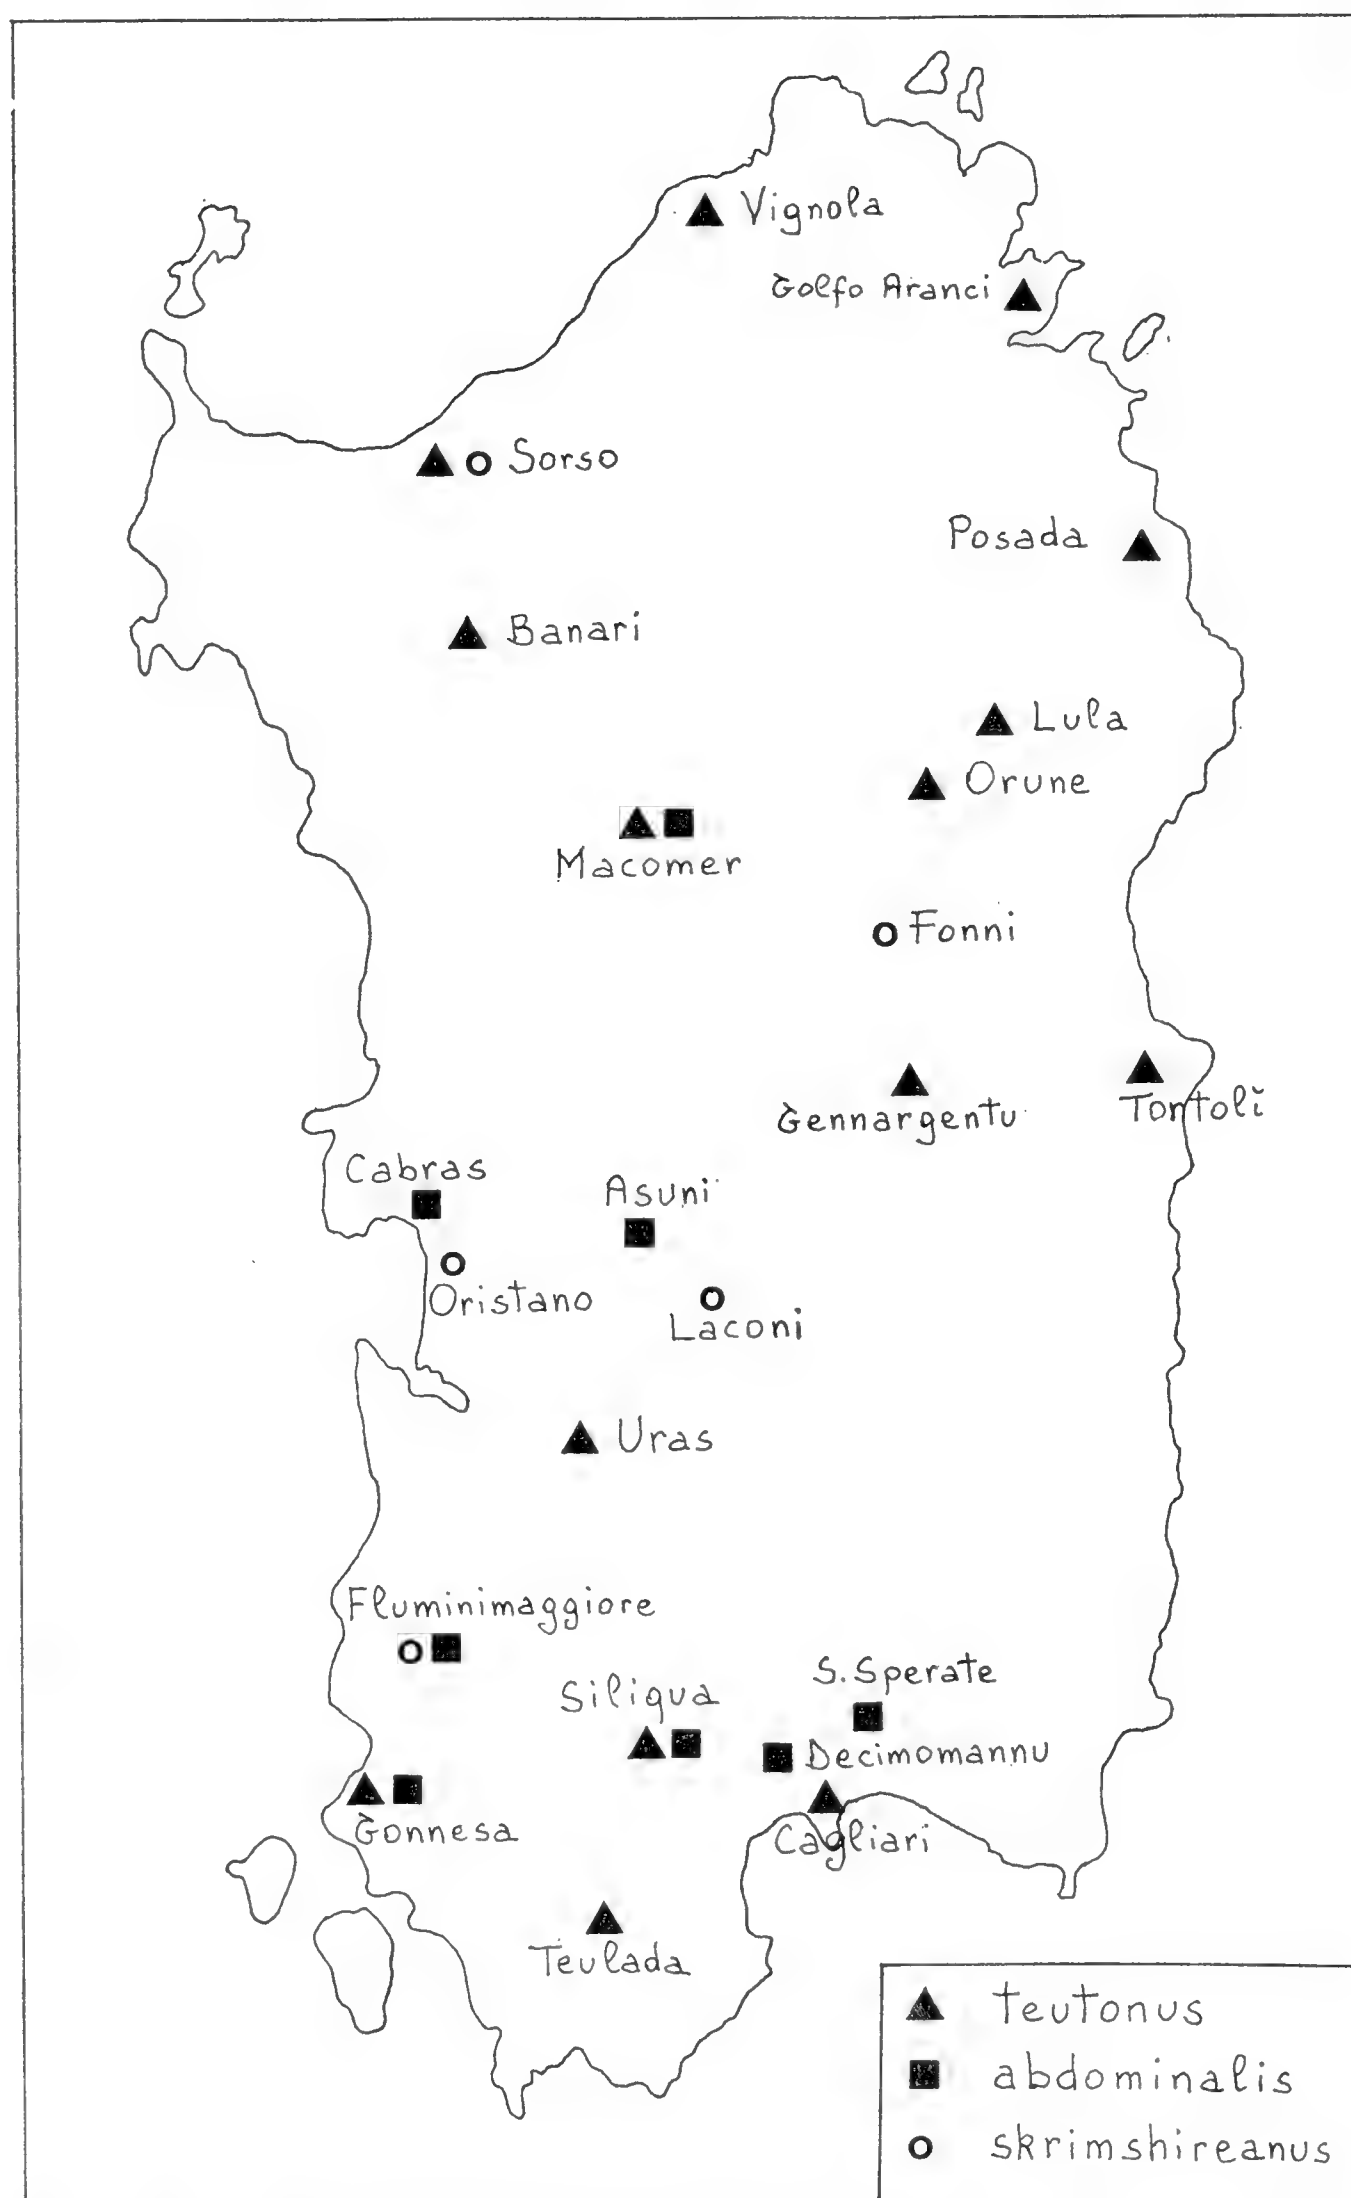 Vignola
Golfo Aranci
Sorso
Posada
Banari
Lula
Orune
Macomer
Fonni
Gennargentu
Tortolĭ
Cabras
Asuni
Oristano
Laconi
Uras
Fluminimaggiore
S. Sperate
Siliqua
Decimomannu
Gonnesa
Cagliari
Teulada
teutonus
abdominalis
skrimshireanus